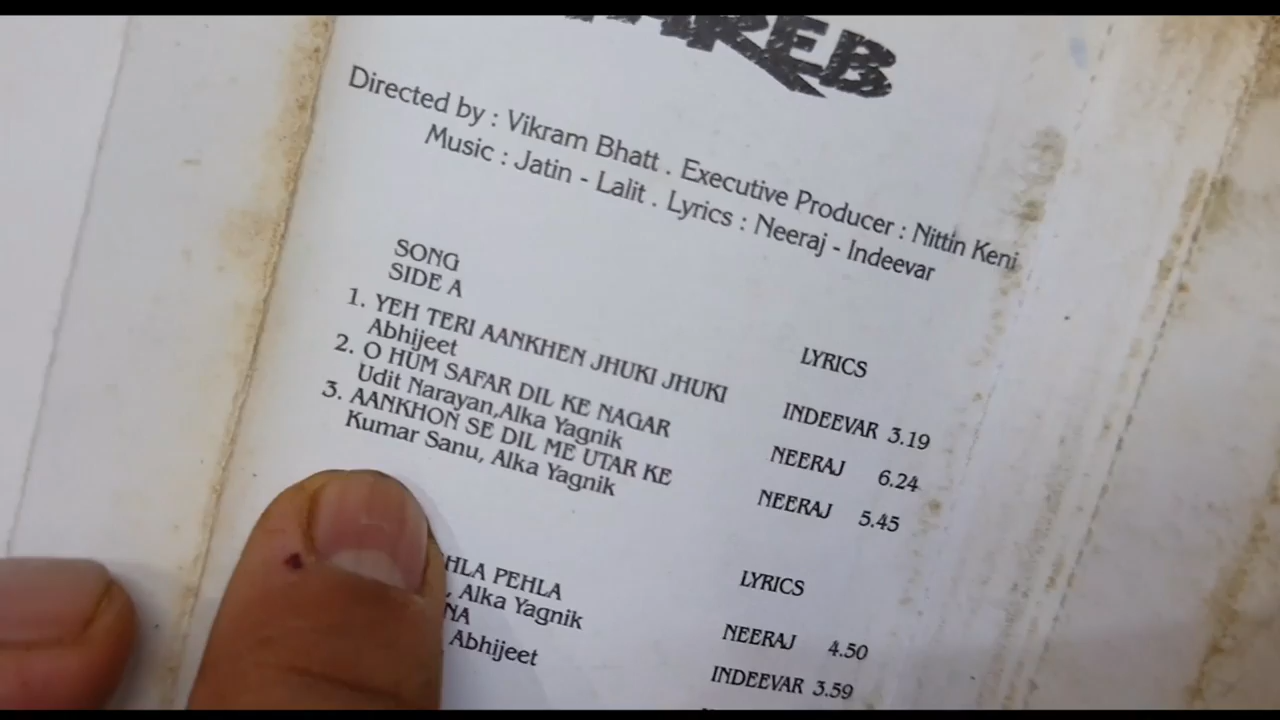 Directed by : Vikram Bhatt . Executive Producer : Nittin Keni
Music : Jatin - Lalit . Lyrics : Neeraj - Indeevar
SONG
SIDE A
LYRICS
1. YEH TERI AANKHEN JHUKI JHUKI INDEEVAR 3.19
Abhijeet
2. O HUM SAFAR DIL KE NAGAR NEERAJ 6.24
Udit Narayan,Alka Yagnik
3. AANKHON SE DIL ME UTAR KE NEERAJ 5.45
Kumar Sanu, Alka Yagnik
LYRICS
PEHLA NEERAJ 4.50
, Alka Yagnik
INDEEVAR 3.59
Abhijeet